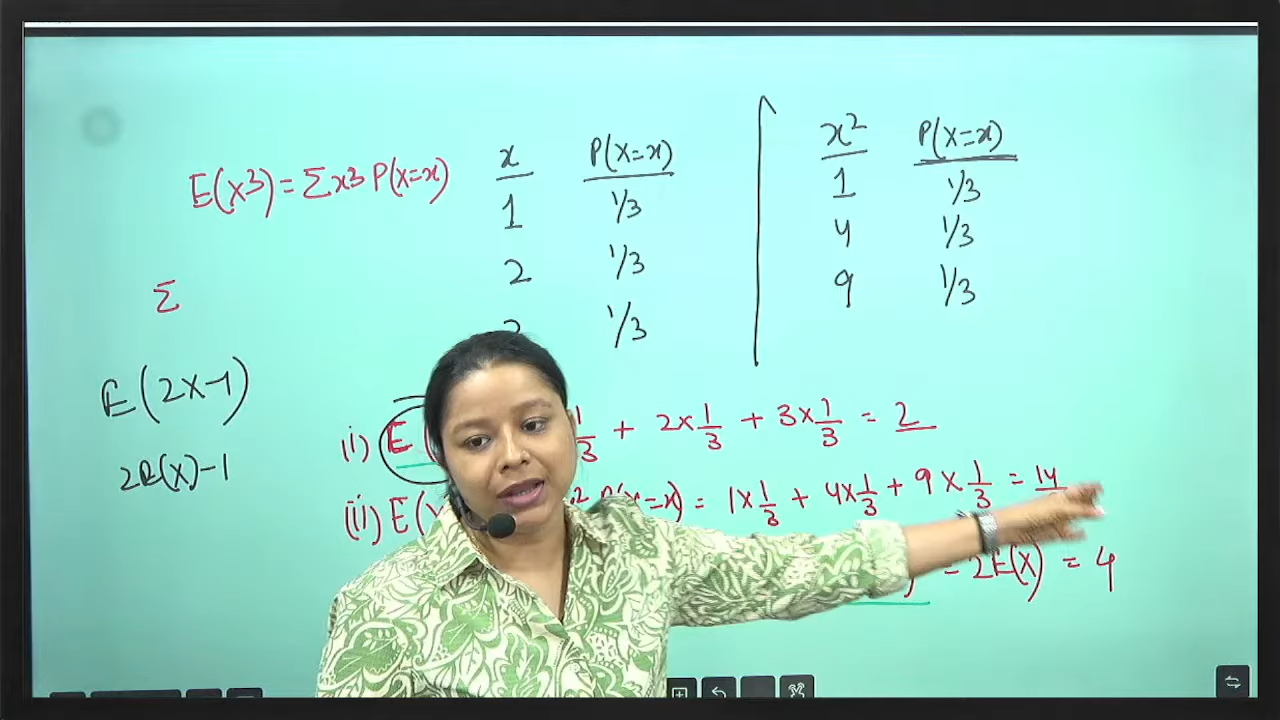 E(x³) = Σx³ P(X=x)
Σ
E(2x-1)
2E(x)-1
x P(X=x)
1 1/3
2 1/3
1/3
x² P(X=x)
1 1/3
4 1/3
9 1/3
(i) E 1/3 + 2×1/3 + 3×1/3 = 2
(ii) E(x = 1×1/3 + 4×1/3 + 9×1/3 = 14
= 2E(X) = 4